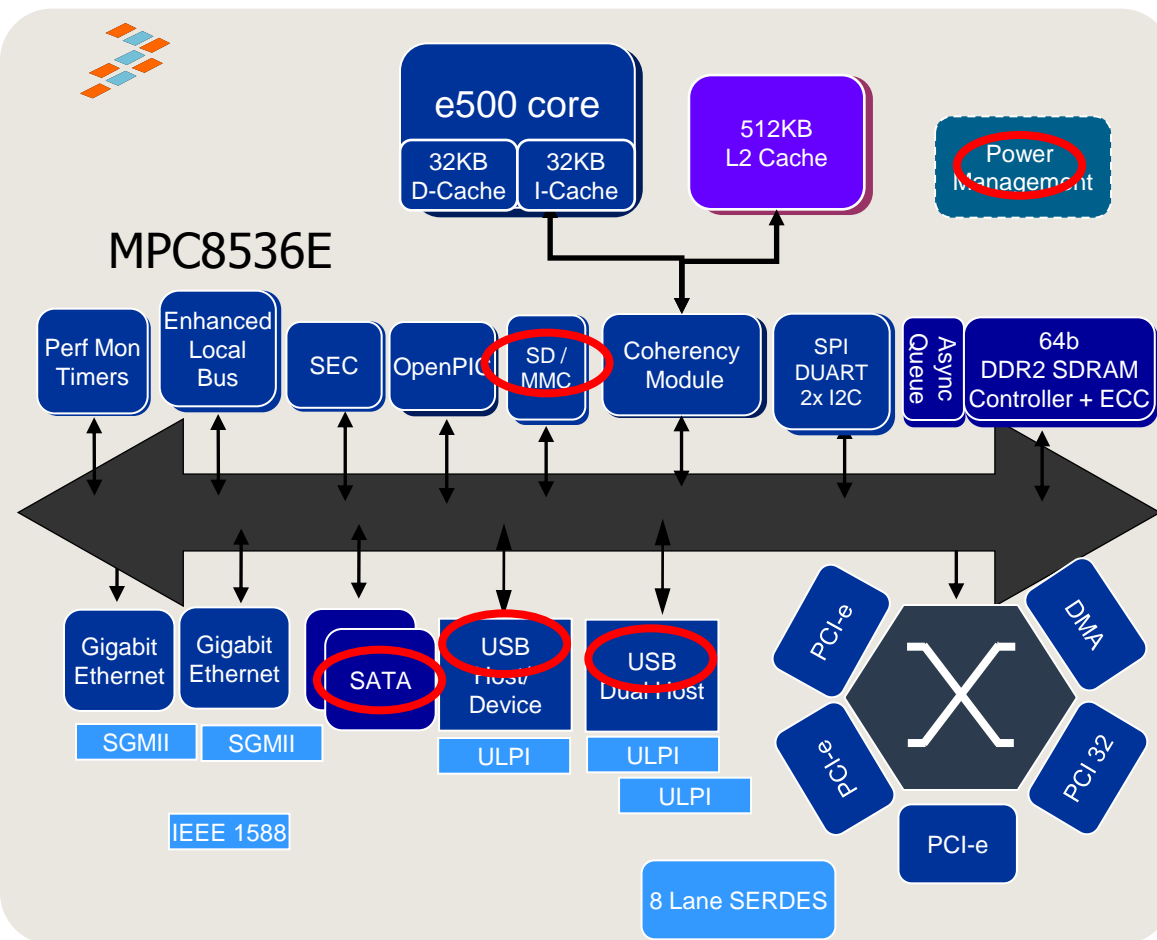 e500 core
32KB
D-Cache
32KB
I-Cache
512KB
L2 Cache
Power
Management
MPC8536E
Perf Mon
Timers
Enhanced
Local
Bus
SEC
OpenPIC
SD /
MMC
Coherency
Module
SPI
DUART
2x I2C
Async
Queue
64b
DDR2 SDRAM
Controller + ECC
Gigabit
Ethernet
Gigabit
Ethernet
SATA
USB
Host/
Device
USB
Dual Host
PCI-e
DMA
SGMII
SGMII
ULPI
ULPI
ULPI
PCI-e
PCI 32
IEEE 1588
PCI-e
8 Lane SERDES